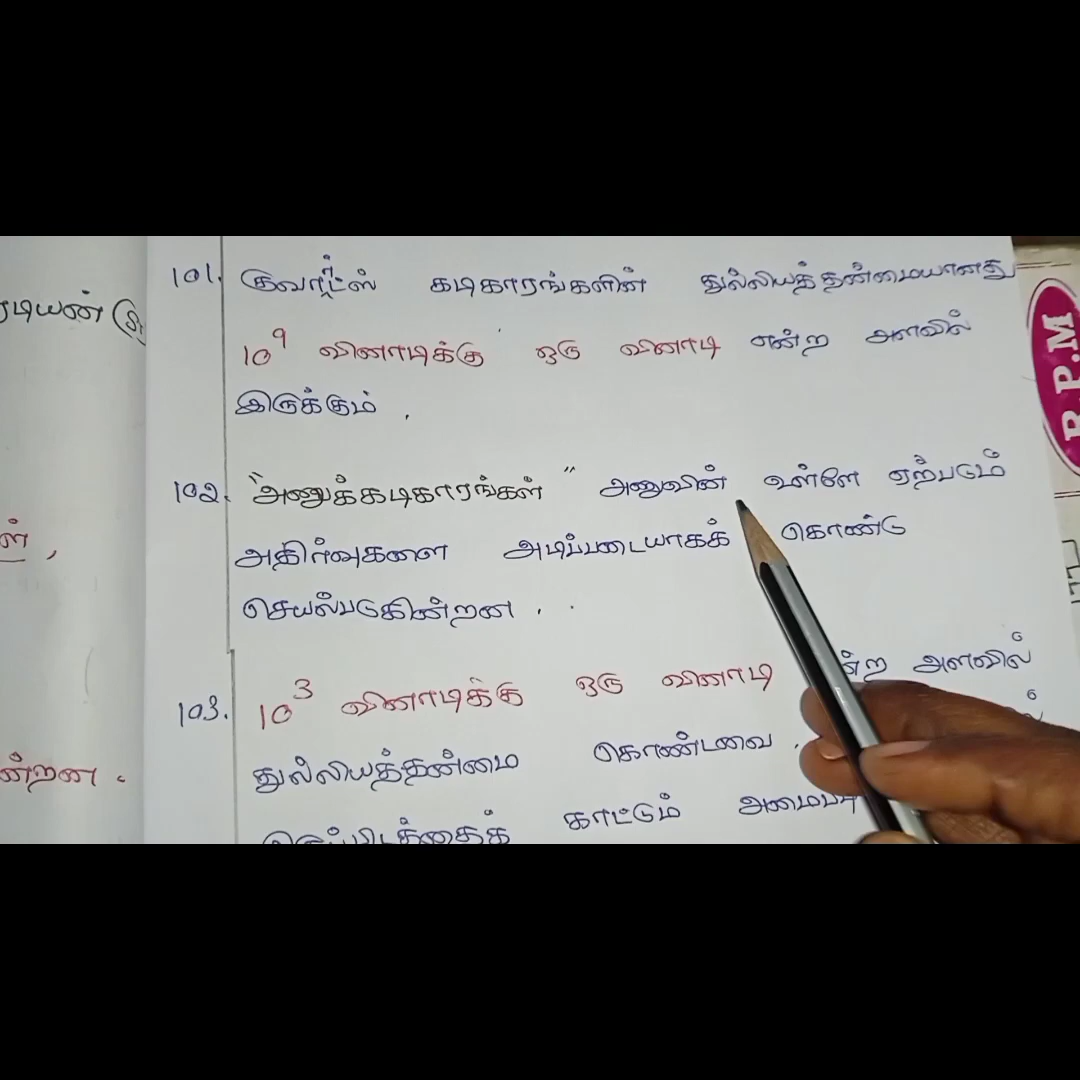 101. குவார்ட்ஸ் கடிகாரங்களின் துல்லியத்தன்மையானது
10⁹ வினாடிக்கு ஒரு வினாடி என்ற அளவில்
இருக்கும்.
102. "அணுக்கடிகாரங்கள்" அணுவின் உள்ளே ஏற்படும்
அதிர்வுகளை அடிப்படையாகக் கொண்டு
செயல்படுகின்றன.
103. 10³ வினாடிக்கு ஒரு வினாடி அளவில்
துல்லியத்தன்மை கொண்டவை.
காட்டும்
R.P.M